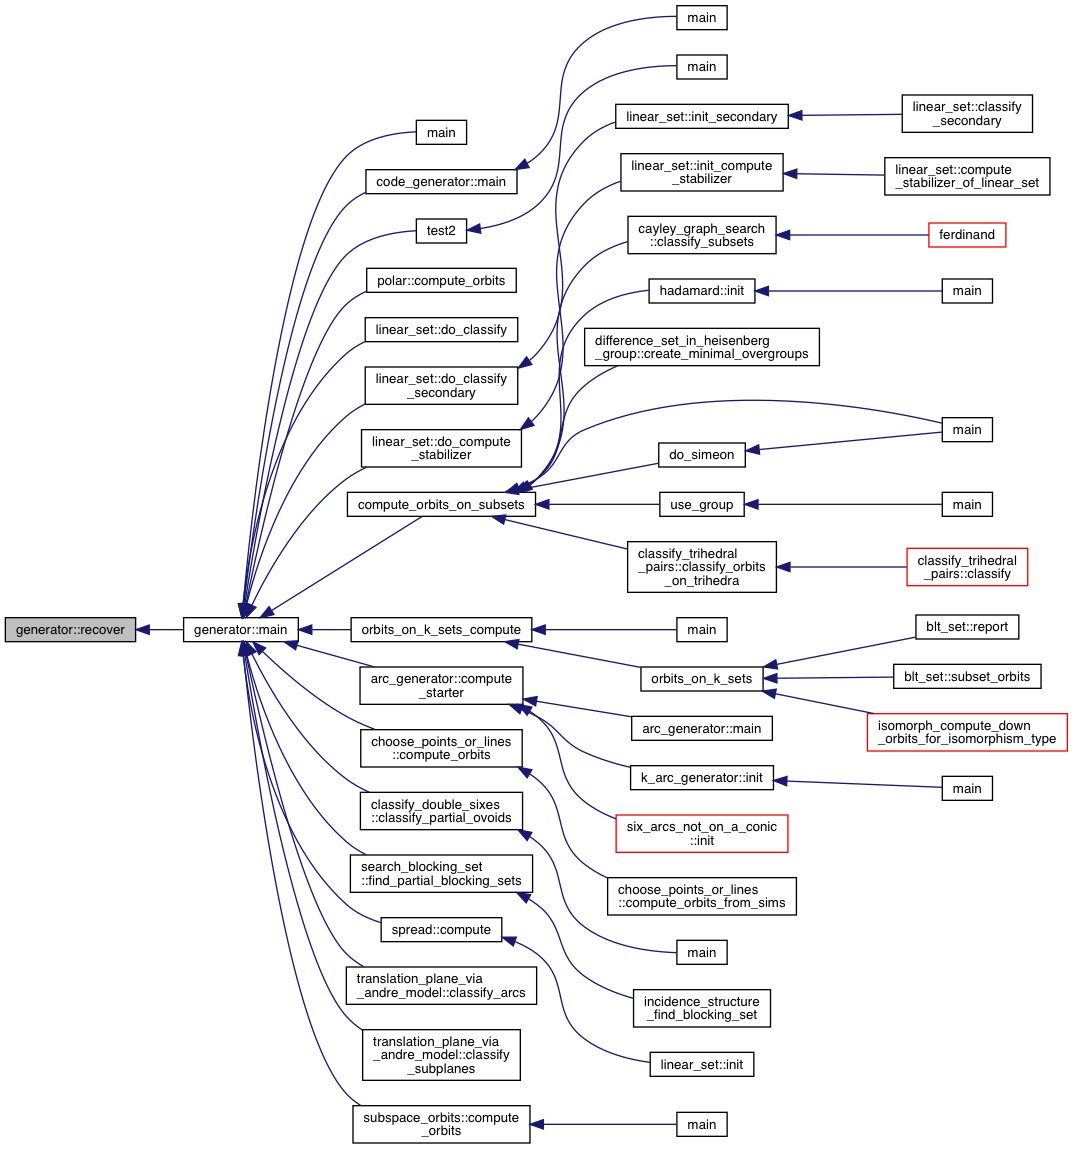 main
main
linear_set::init_secondary
linear_set::classify
_secondary
main
code_generator::main
linear_set::init_compute
_stabilizer
linear_set::compute
_stabilizer_of_linear_set
test2
cayley_graph_search
::classify_subsets
ferdinand
polar::compute_orbits
hadamard::init
main
linear_set::do_classify
difference_set_in_heisenberg
_group::create_minimal_overgroups
linear_set::do_classify
_secondary
main
linear_set::do_compute
_stabilizer
do_simeon
compute_orbits_on_subsets
use_group
main
classify_trihedral
_pairs::classify_orbits
_on_trihedra
classify_trihedral
_pairs::classify
generator::recover
generator::main
orbits_on_k_sets_compute
main
blt_set::report
arc_generator::compute
_starter
orbits_on_k_sets
blt_set::subset_orbits
arc_generator::main
isomorph_compute_down
_orbits_for_isomorphism_type
choose_points_or_lines
::compute_orbits
k_arc_generator::init
main
classify_double_sixes
::classify_partial_ovoids
six_arcs_not_on_a_conic
::init
search_blocking_set
::find_partial_blocking_sets
choose_points_or_lines
::compute_orbits_from_sims
spread::compute
main
translation_plane_via
_andre_model::classify_arcs
incidence_structure
_find_blocking_set
translation_plane_via
_andre_model::classify
_subplanes
linear_set::init
subspace_orbits::compute
_orbits
main